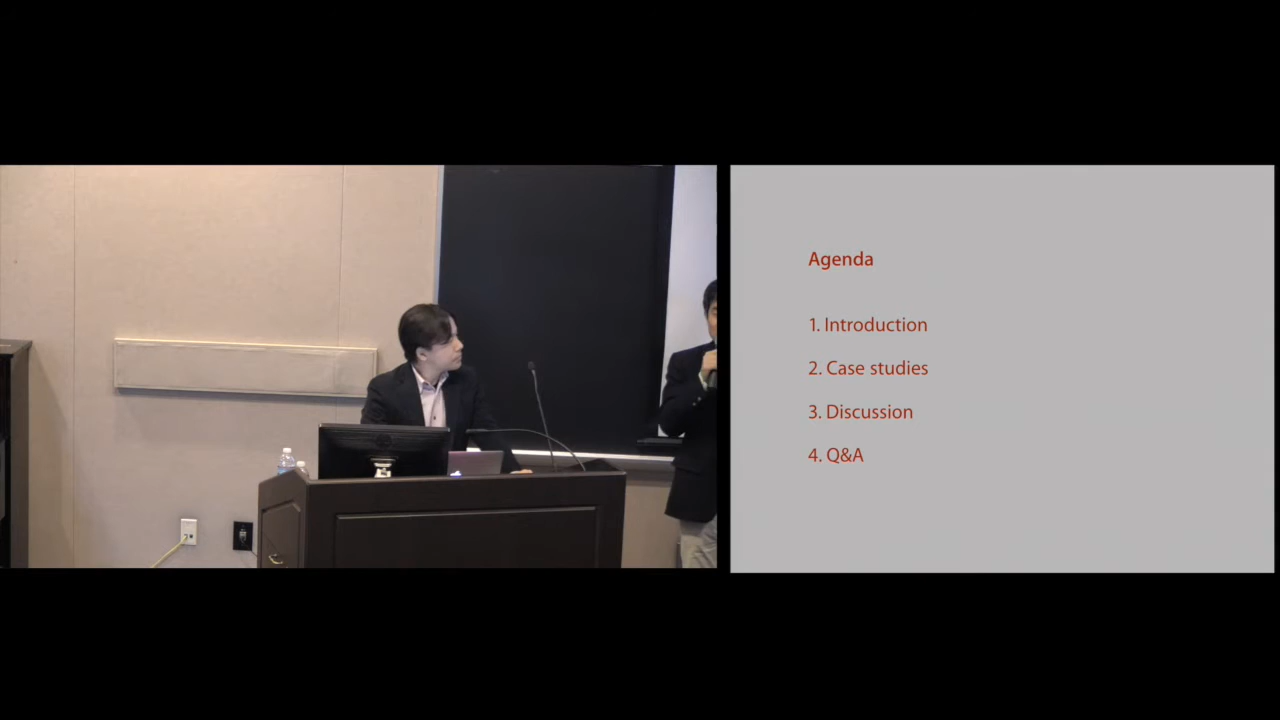 Agenda
1. Introduction
2. Case studies
3. Discussion
4. Q&A